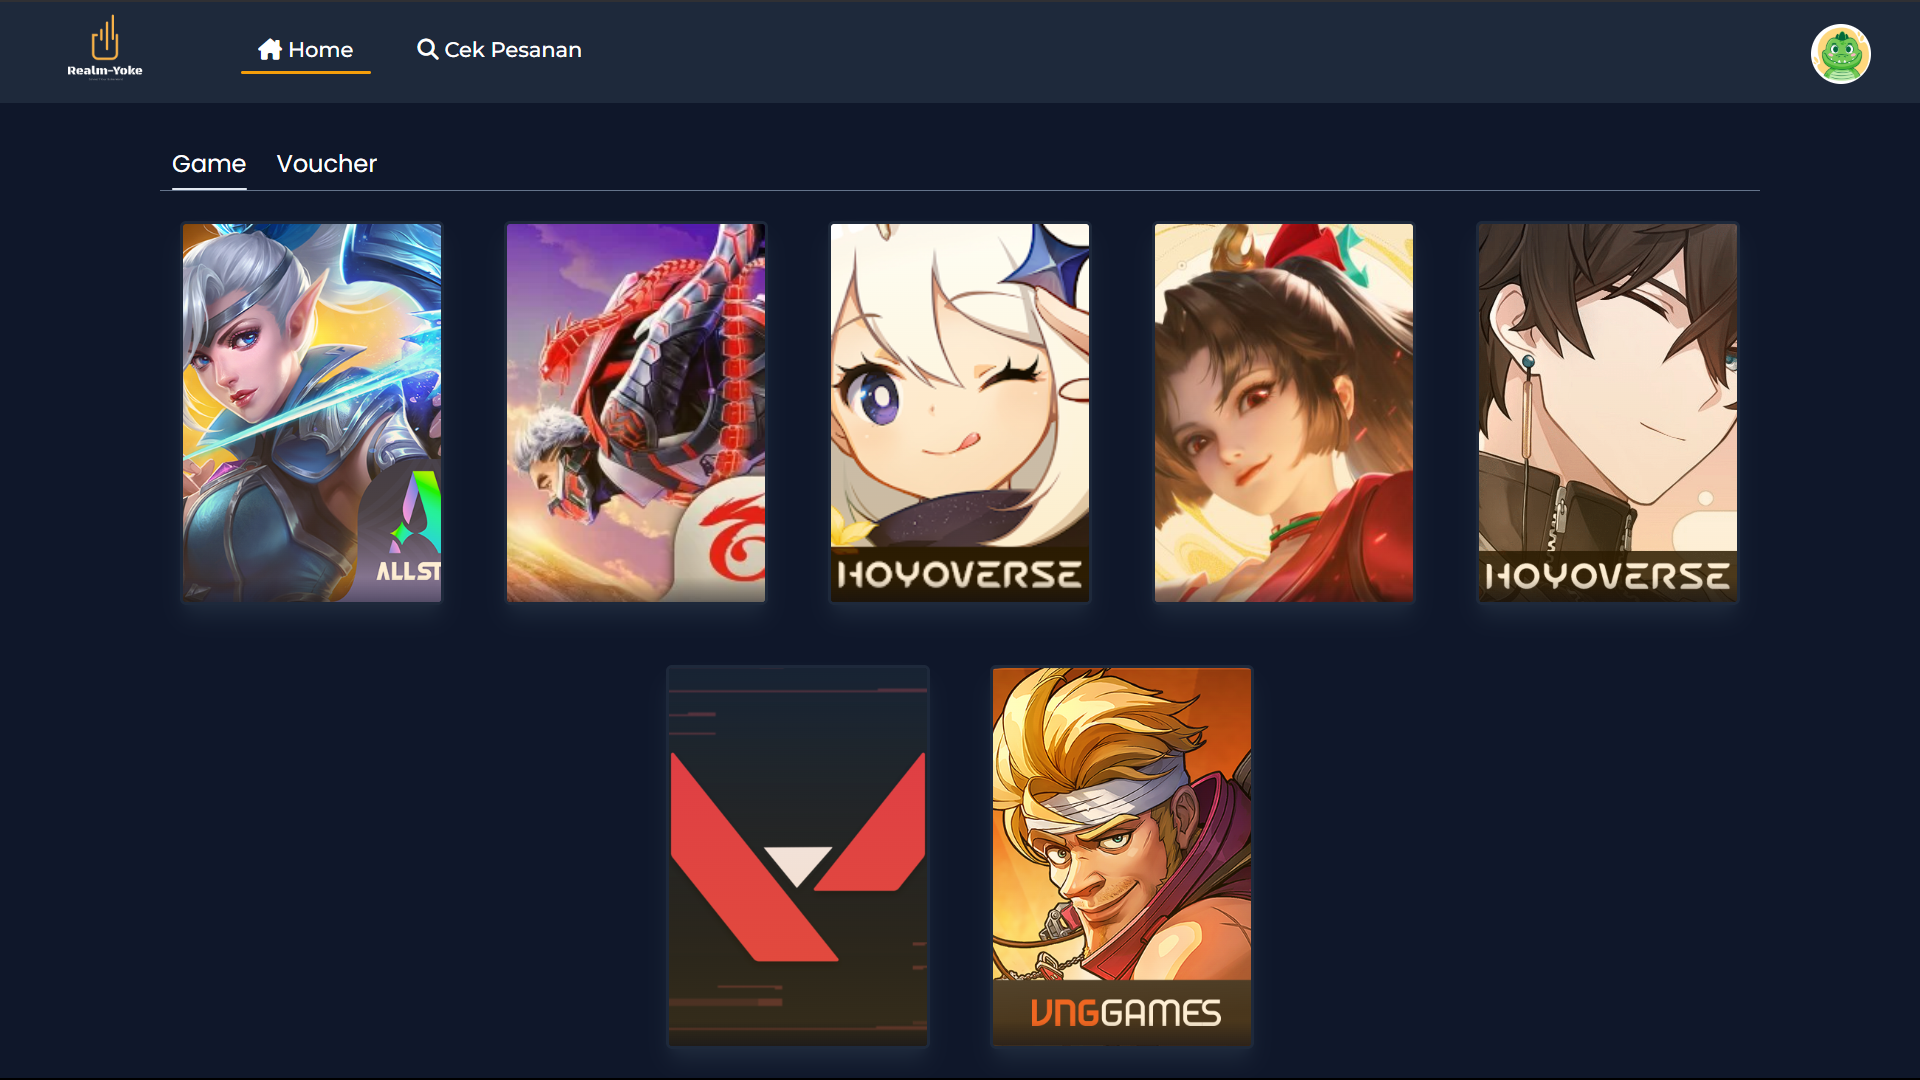 Realm-Yoke
Home
Cek Pesanan
Game
Voucher
ALLST
HOYOVERSE
HOYOVERSE
VNGGAMES